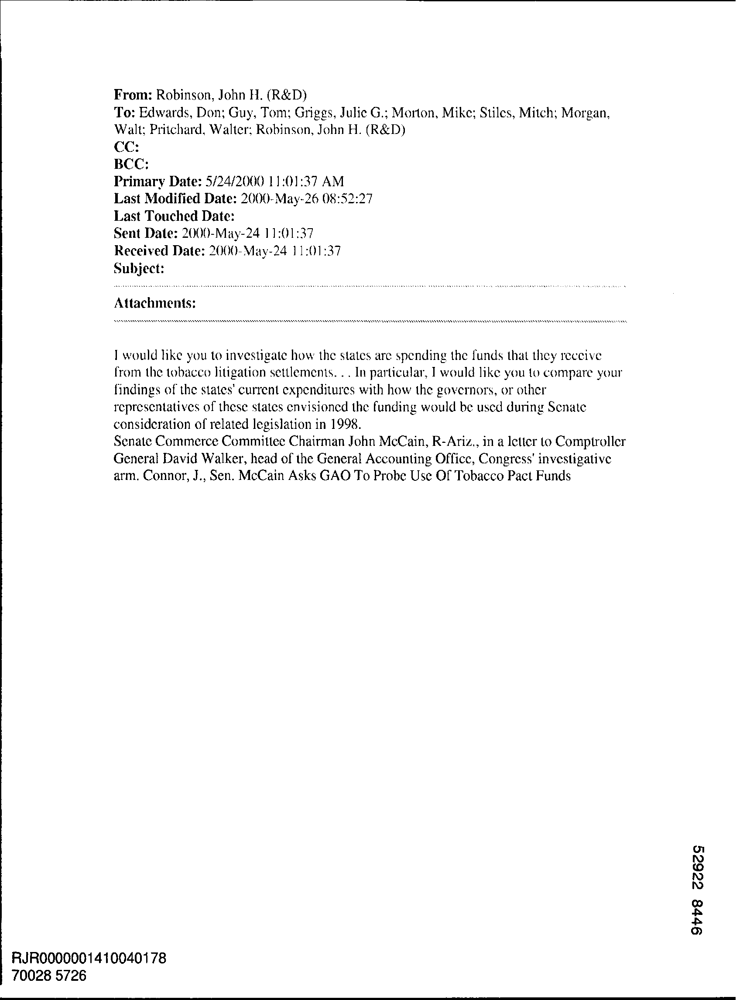 From: Robinson, John H. (R&D)
To: Edwards, Don; Guy, Tom; Griggs, Julie G.; Morton, Mike; Stiles, Mitch; Morgan,
Walt; Pritchard, Walter; Robinson, John H. (R&D)
CC:
BCC:
Primary Date: 5/24/2000 11:01:37 AM
Last Modified Date: 2000-May-26 08:52:27
Last Touched Date:
Sent Date: 2000-May-24 11:01:37
Received Date: 2000-May-24 11:01:37
Subject:
Attachments:
I would like you to investigate how the states are spending the funds that they receive
from the tobacco litigation settlements. . . In particular, I would like you to compare your
findings of the states' current expenditures with how the governors, or other
representatives of these states envisioned the funding would be used during Senate
consideration of related legislation in 1998.
Senate Commerce Committee Chairman John McCain, R-Ariz., in a letter to Comptroller
General David Walker, head of the General Accounting Office, Congress' investigative
arm. Connor, J., Sen. McCain Asks GAO To Probe Use Of Tobacco Pact Funds
52922 8446
RJR0000001410040178
70028 5726